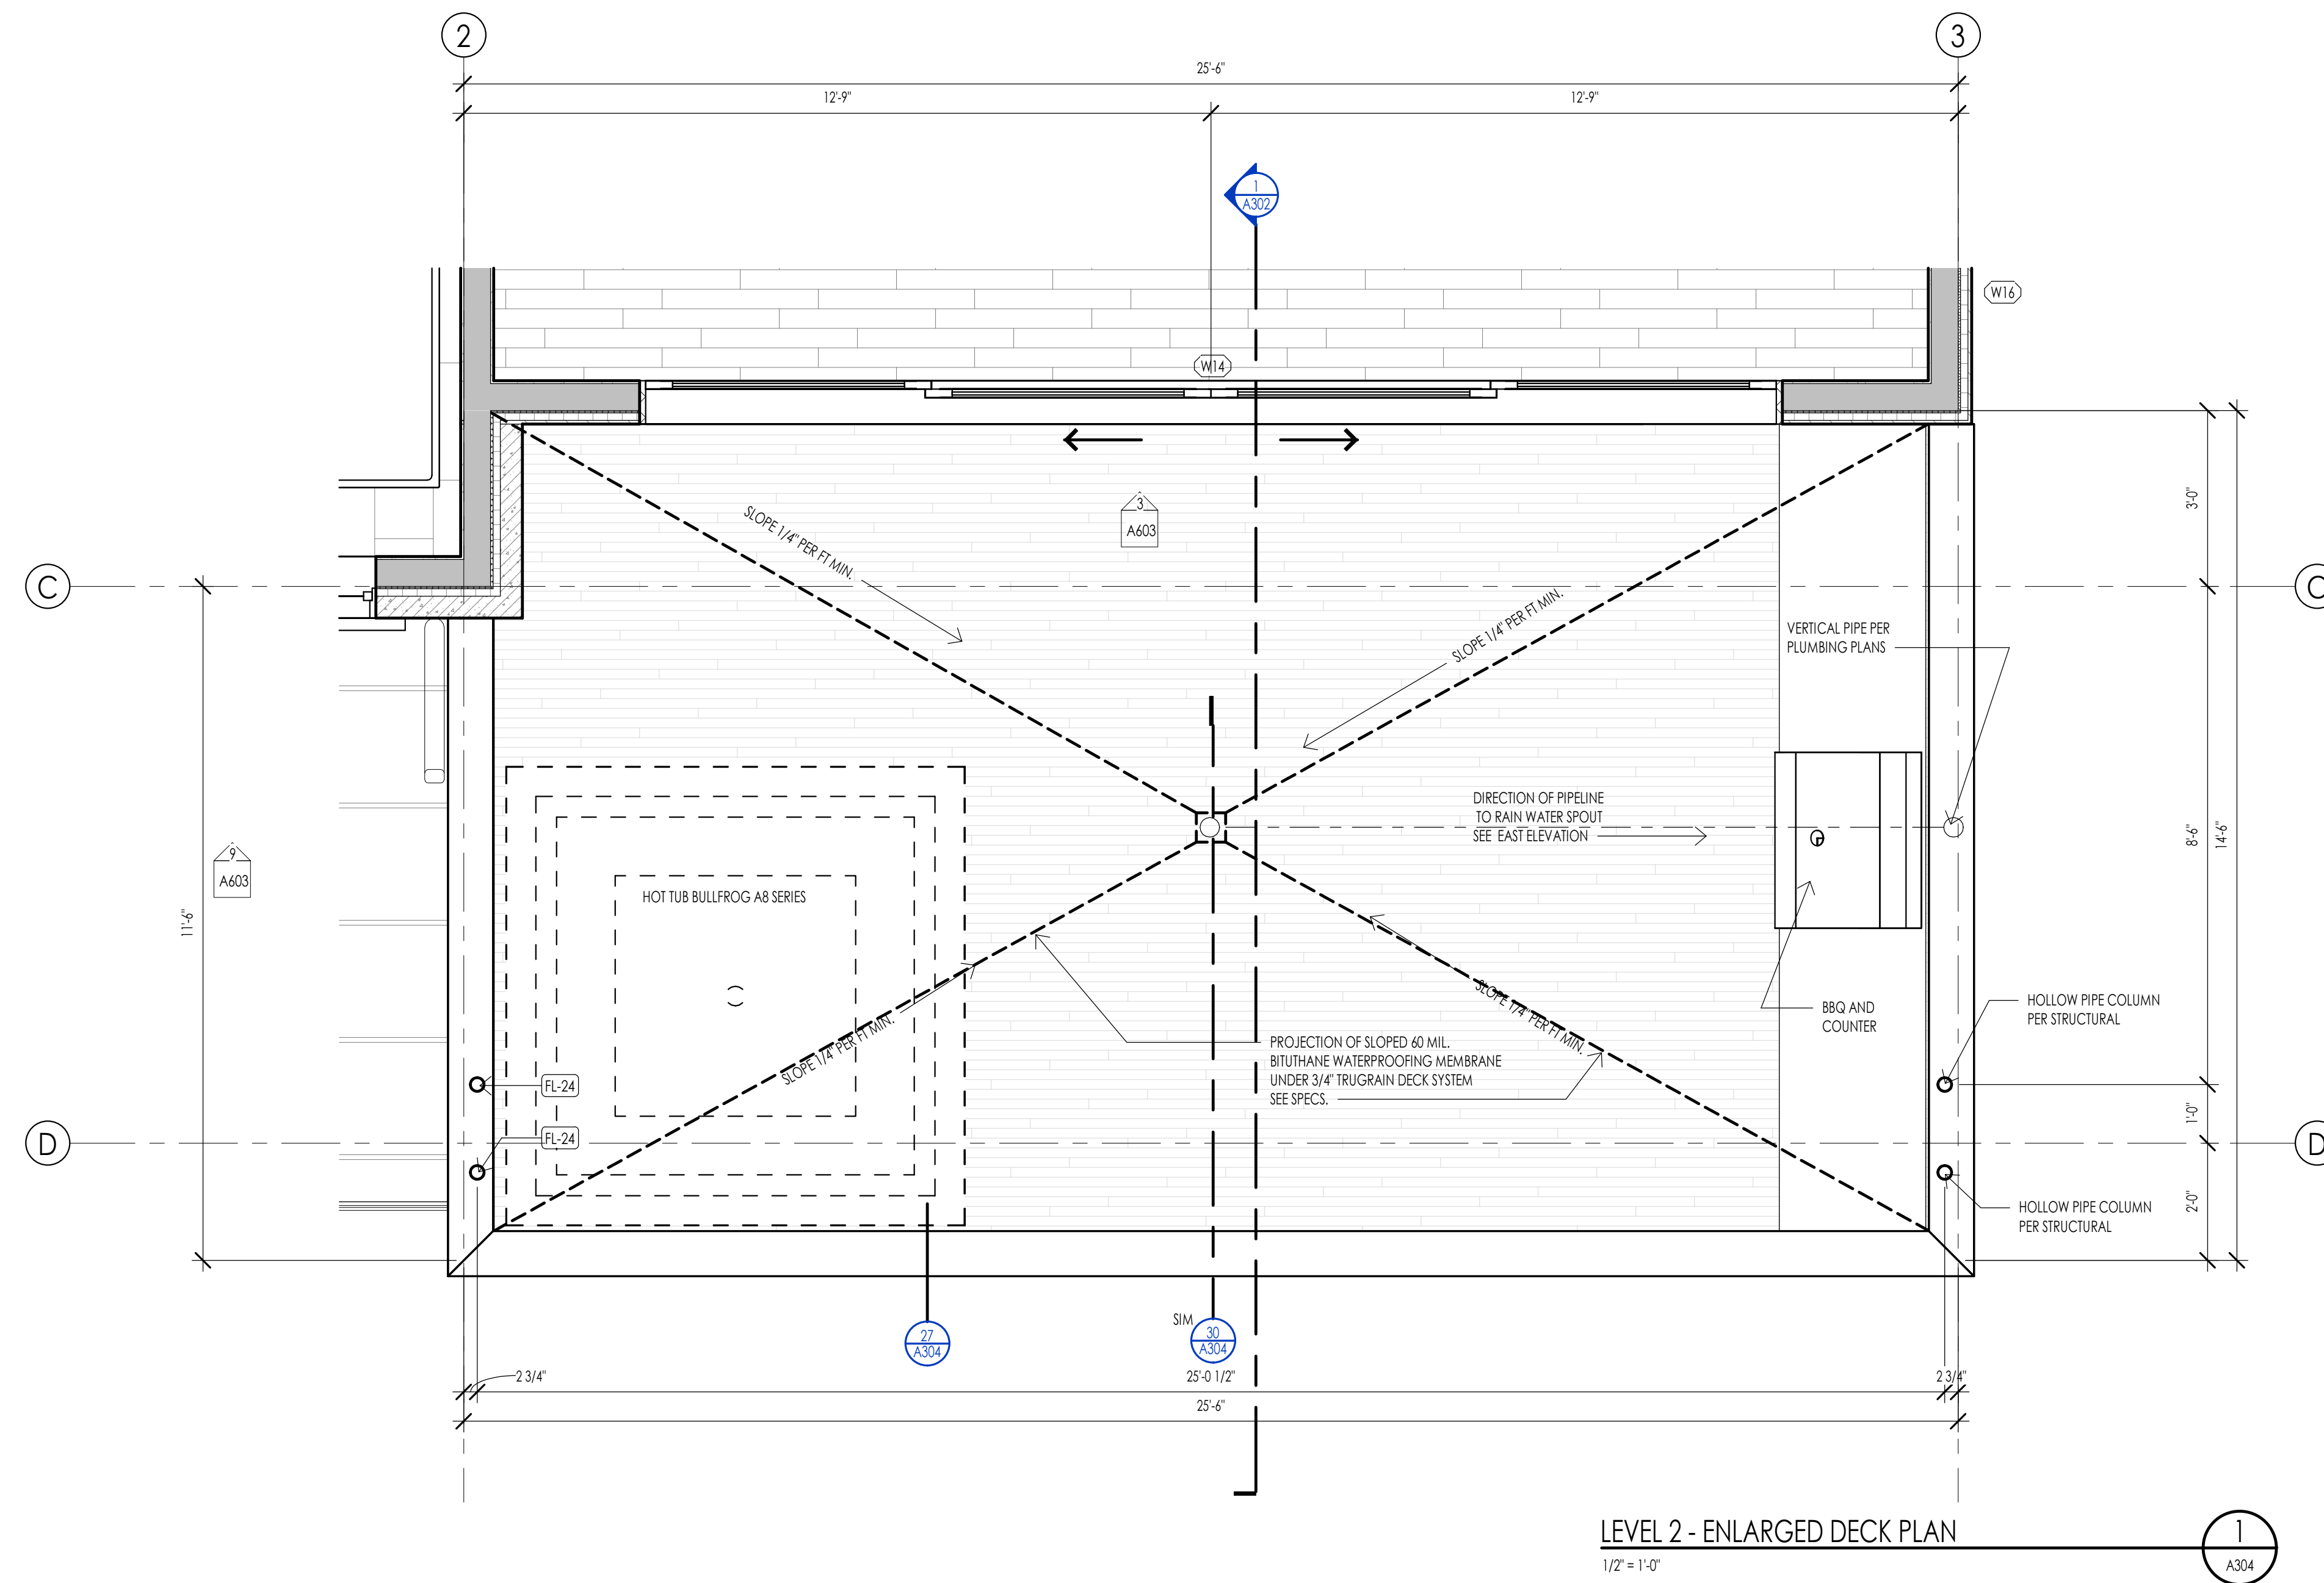 2
3
25'-6"
12'-9"
12'-9"
1
A302
W16
W14
3
A603
SLOPE 1/4" PER FT MIN.
SLOPE 1/4" PER FT MIN.
3'-0"
C
C
VERTICAL PIPE PER
PLUMBING PLANS
DIRECTION OF PIPELINE
TO RAIN WATER SPOUT
SEE EAST ELEVATION
8'-6"
14'-6"
9
A603
11'-6"
HOT TUB BULLFROG A8 SERIES
SLOPE 1/4" PER FT MIN.
SLOPE 1/4" PER FT MIN.
BBQ AND
COUNTER
HOLLOW PIPE COLUMN
PER STRUCTURAL
PROJECTION OF SLOPED 60 MIL.
BITUTHANE WATERPROOFING MEMBRANE
UNDER 3/4" TRUGRAIN DECK SYSTEM
SEE SPECS.
FL-24
FL-24
1'-0"
D
D
2'-0"
HOLLOW PIPE COLUMN
PER STRUCTURAL
27
A304
SIM
30
A304
2 3/4"
25'-0 1/2"
2 3/4"
25'-6"
LEVEL 2 - ENLARGED DECK PLAN
1/2" = 1'-0"
1
A304